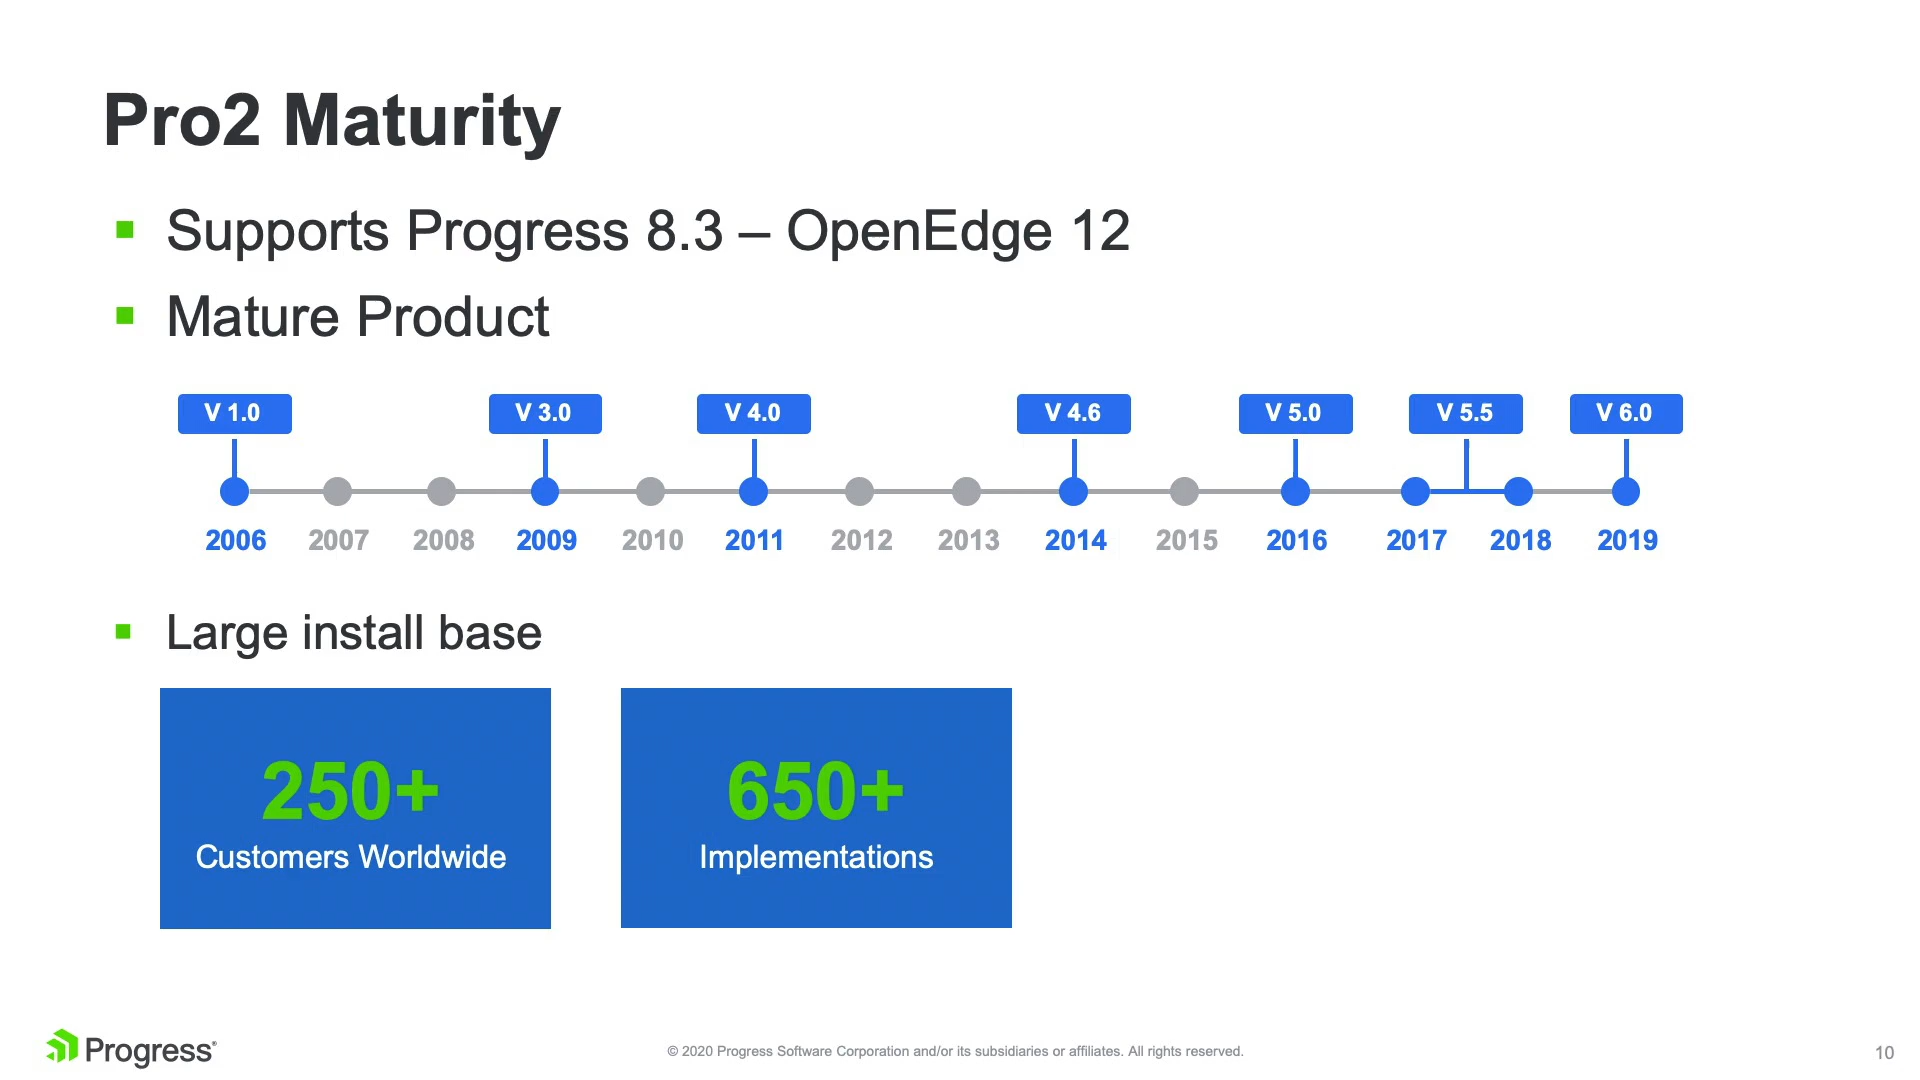 Pro2 Maturity
Supports Progress 8.3 – OpenEdge 12
Mature Product
V 1.0 V 3.0 V 4.0 V 4.6 V 5.0 V 5.5 V 6.0
2006 2007 2008 2009 2010 2011 2012 2013 2014 2015 2016 2017 2018 2019
Large install base
250+
Customers Worldwide
650+
Implementations
Progress®
© 2020 Progress Software Corporation and/or its subsidiaries or affiliates. All rights reserved.
10